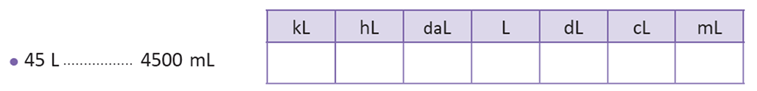 kL hL daL L dL cL mL
• 45 L ................. 4500 mL